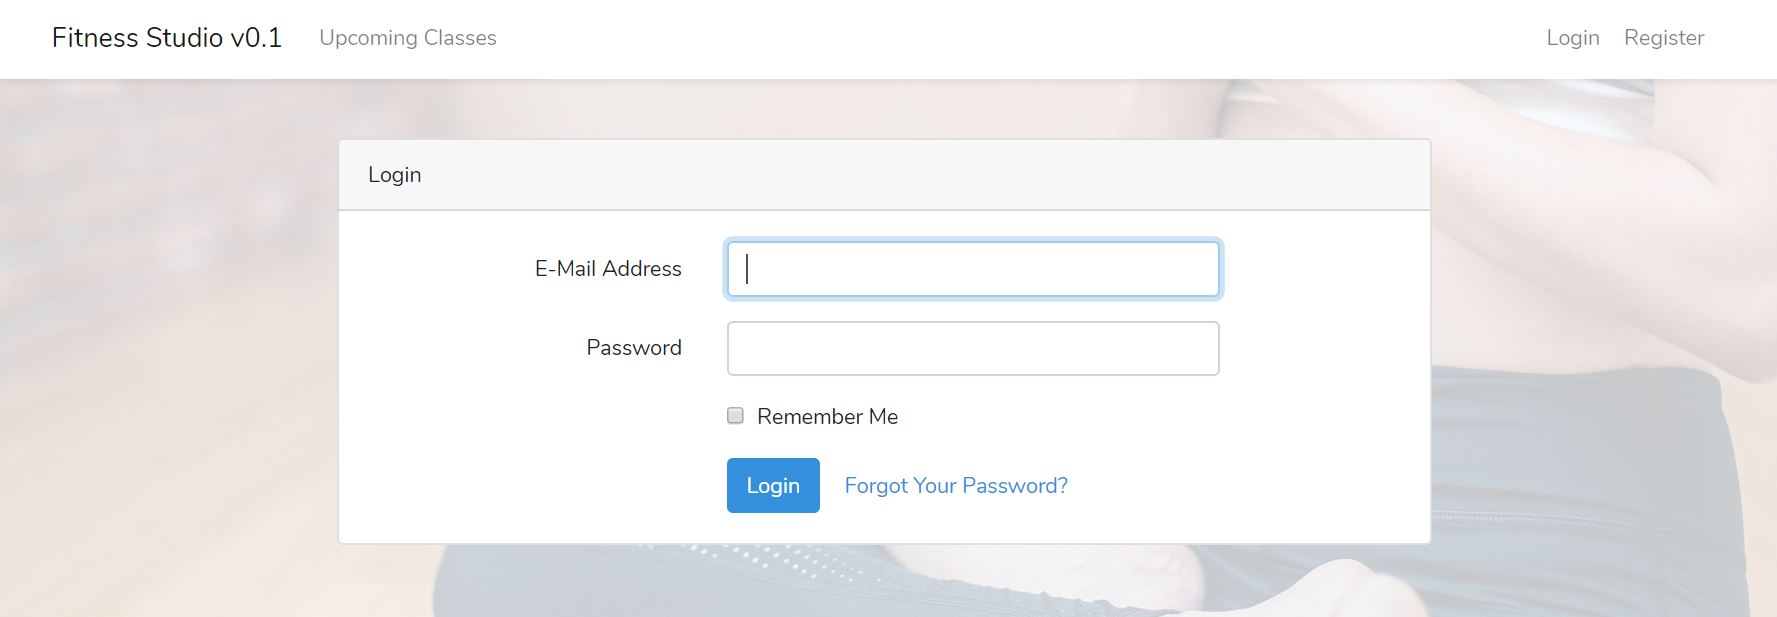 Fitness Studio v0.1 Upcoming Classes Login Register
Login
E-Mail Address
Password
Remember Me
Login Forgot Your Password?